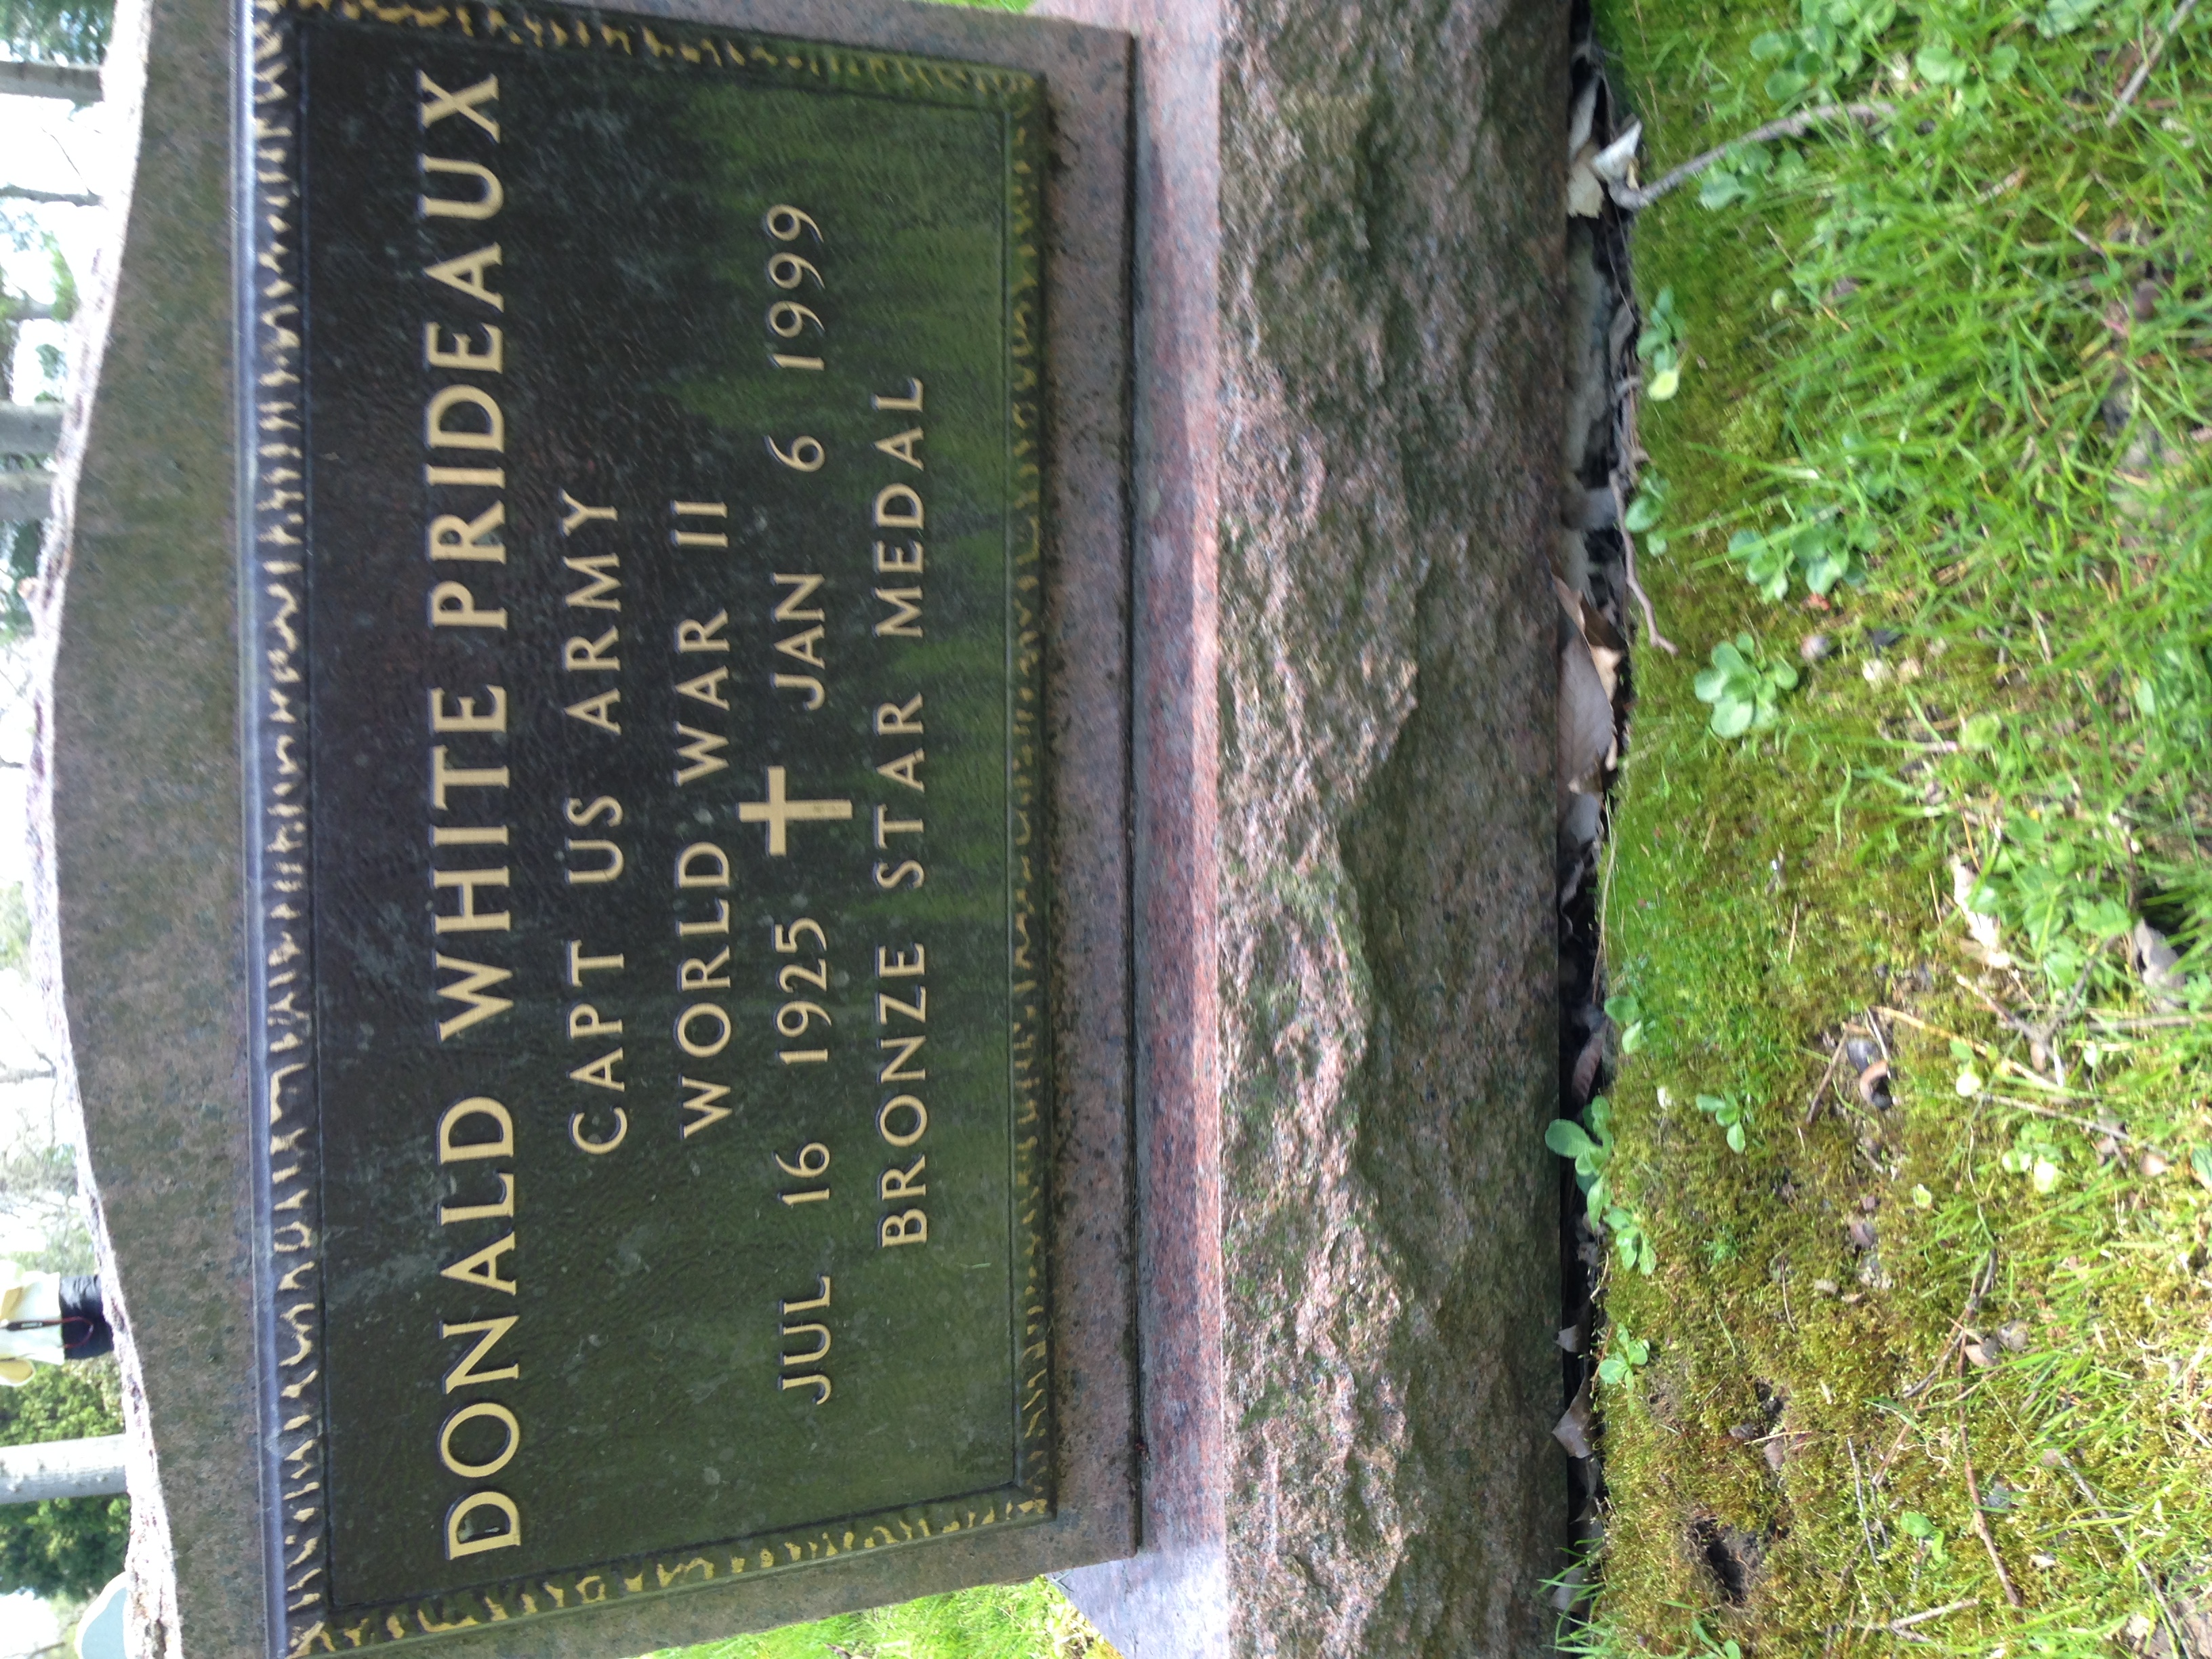 DONALD WHITE PRIDEAUX
CAPT US ARMY
WORLD WAR II
JUL 16 1925 JAN 6 1999
BRONZE STAR MEDAL